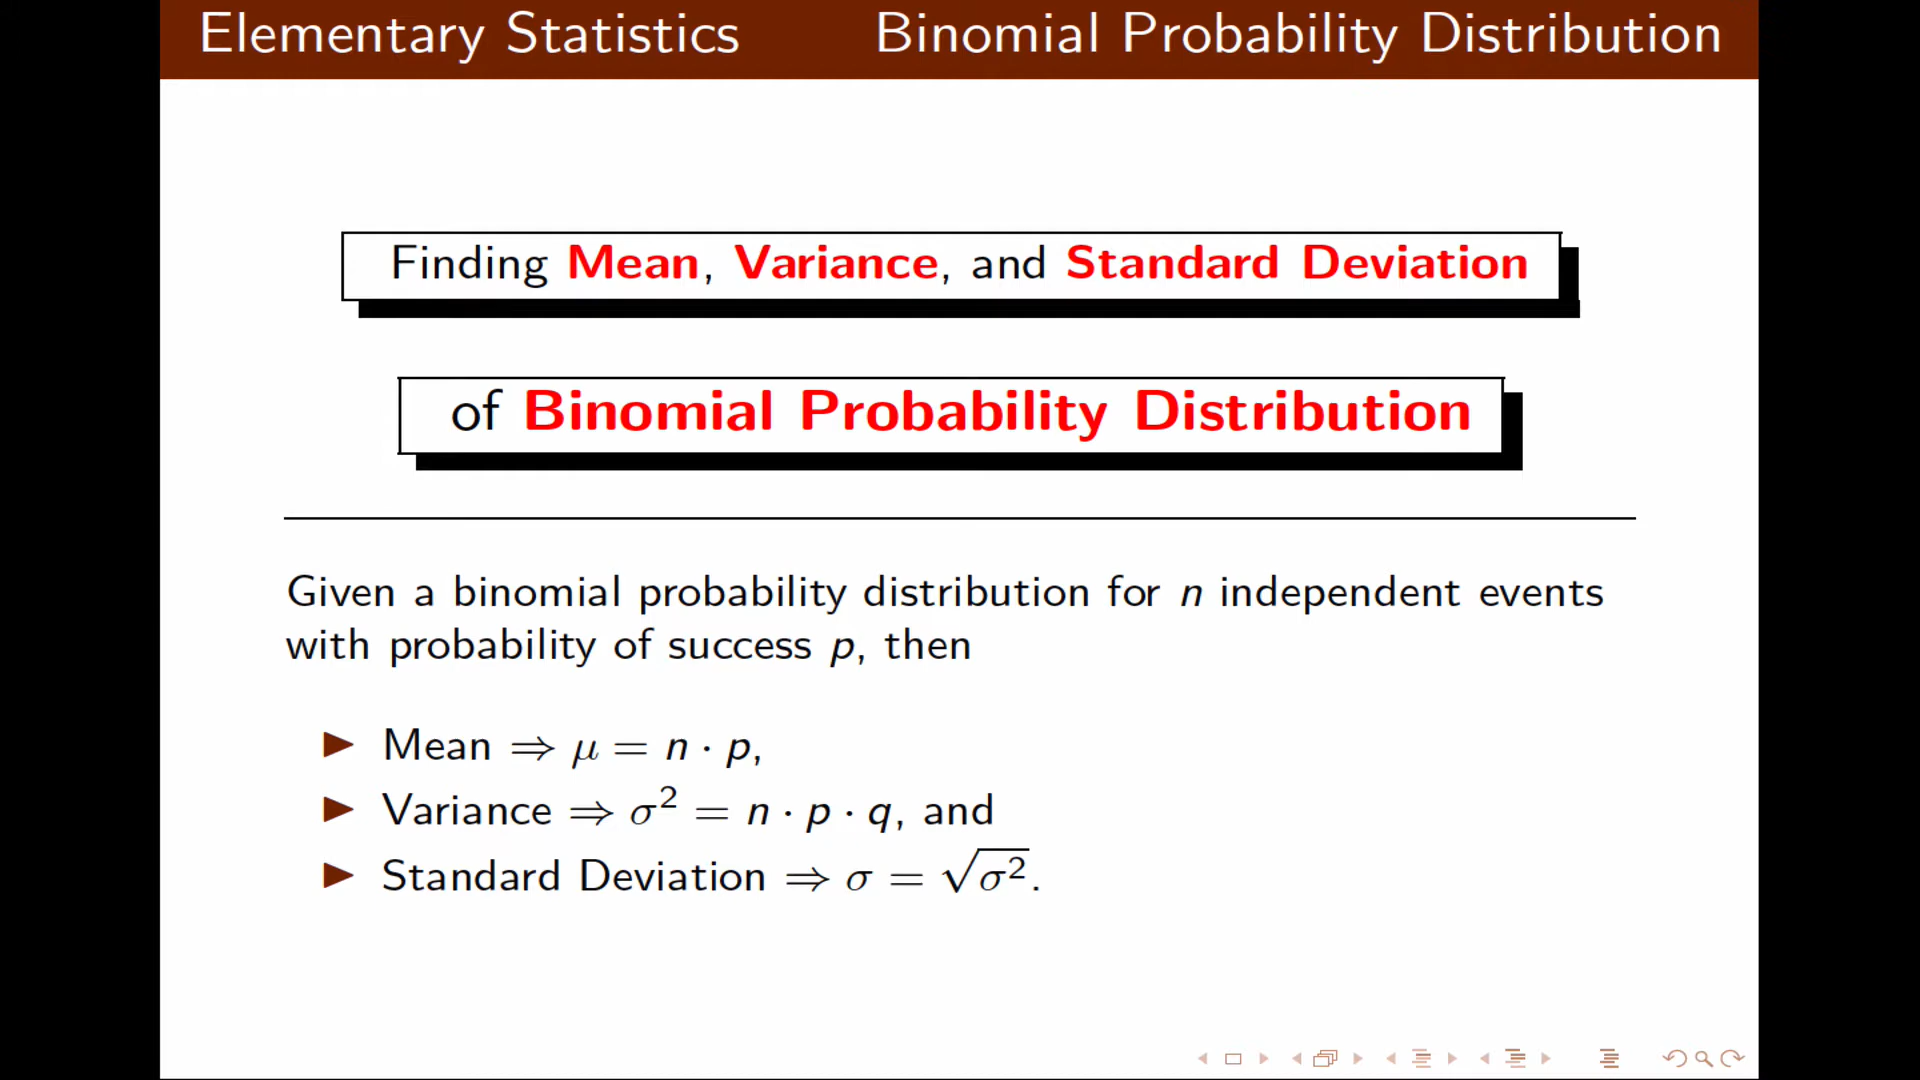 Elementary Statistics Binomial Probability Distribution
Finding Mean, Variance, and Standard Deviation
of Binomial Probability Distribution
Given a binomial probability distribution for n independent events
with probability of success p, then
▶ Mean ⇒ μ = n · p,
▶ Variance ⇒ σ² = n · p · q, and
▶ Standard Deviation ⇒ σ = √σ².